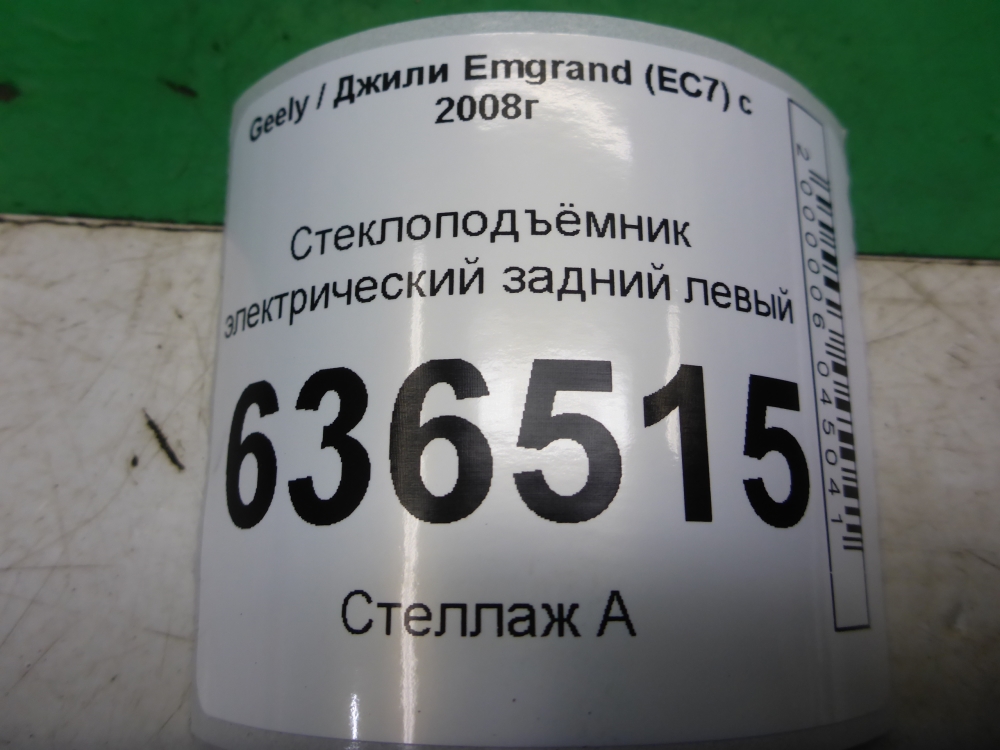 Geely / Джили Emgrand (EC7) с
2008г
Стеклоподъёмник
электрический задний левый
636515
Стеллаж А
2000006045041